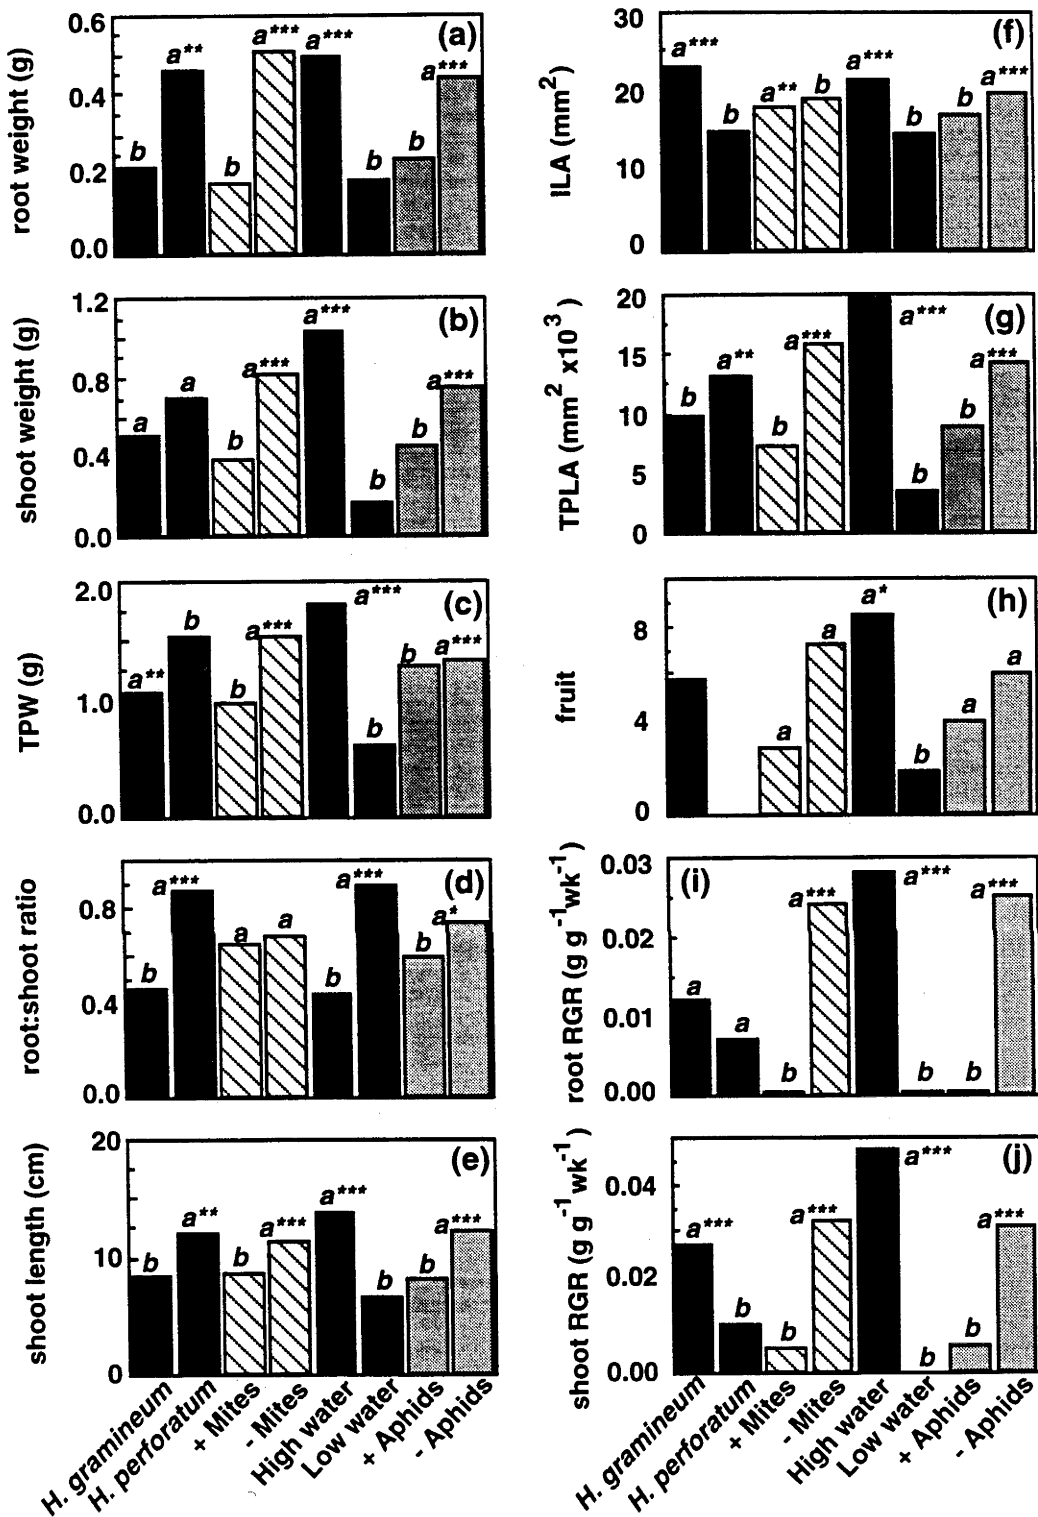 (a)
root weight (g)
0.6
0.4
0.2
0.0
b
a**
b
a***
a***
b
b
a***
(b)
shoot weight (g)
1.2
0.8
0.4
0.0
a
a
b
a***
a***
b
b
a***
(c)
TPW (g)
2.0
1.0
0.0
a**
b
b
a***
a***
b
a***
(d)
root:shoot ratio
0.8
0.4
0.0
b
a***
a
a
b
a***
b
a*
(e)
shoot length (cm)
20
10
0
b
a**
b
a***
a***
b
b
a***
H. gramineum
H. perforatum
+ Mites
- Mites
High water
Low water
+ Aphids
- Aphids
(f)
ILA (mm²)
30
20
10
0
a***
b
a**
b
a***
b
b
a***
(g)
TPLA (mm² x10³)
20
15
10
5
0
b
a**
b
a***
a***
b
b
a***
(h)
fruit
8
4
0
a
a
a*
b
a
a
(i)
root RGR (g g⁻¹wk⁻¹)
0.03
0.02
0.01
0.00
a
a
b
a***
a***
b
b
a***
(j)
shoot RGR (g g⁻¹wk⁻¹)
0.04
0.02
0.00
a***
b
b
a***
a***
b
b
a***
H. gramineum
H. perforatum
+ Mites
- Mites
High water
Low water
+ Aphids
- Aphids